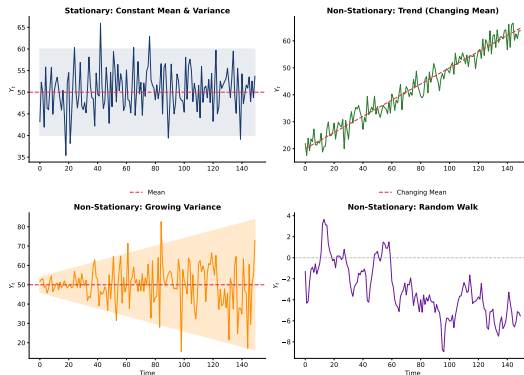 Stationary: Constant Mean & Variance
65
60
55
50
45
40
35
Yt
0 20 40 60 80 100 120 140
Mean
Non-Stationary: Trend (Changing Mean)
60
50
40
30
20
Yt
0 20 40 60 80 100 120 140
Changing Mean
Non-Stationary: Growing Variance
80
70
60
50
40
30
20
Yt
0 20 40 60 80 100 120 140
Time
Non-Stationary: Random Walk
4
2
0
−2
−4
−6
−8
Yt
0 20 40 60 80 100 120 140
Time